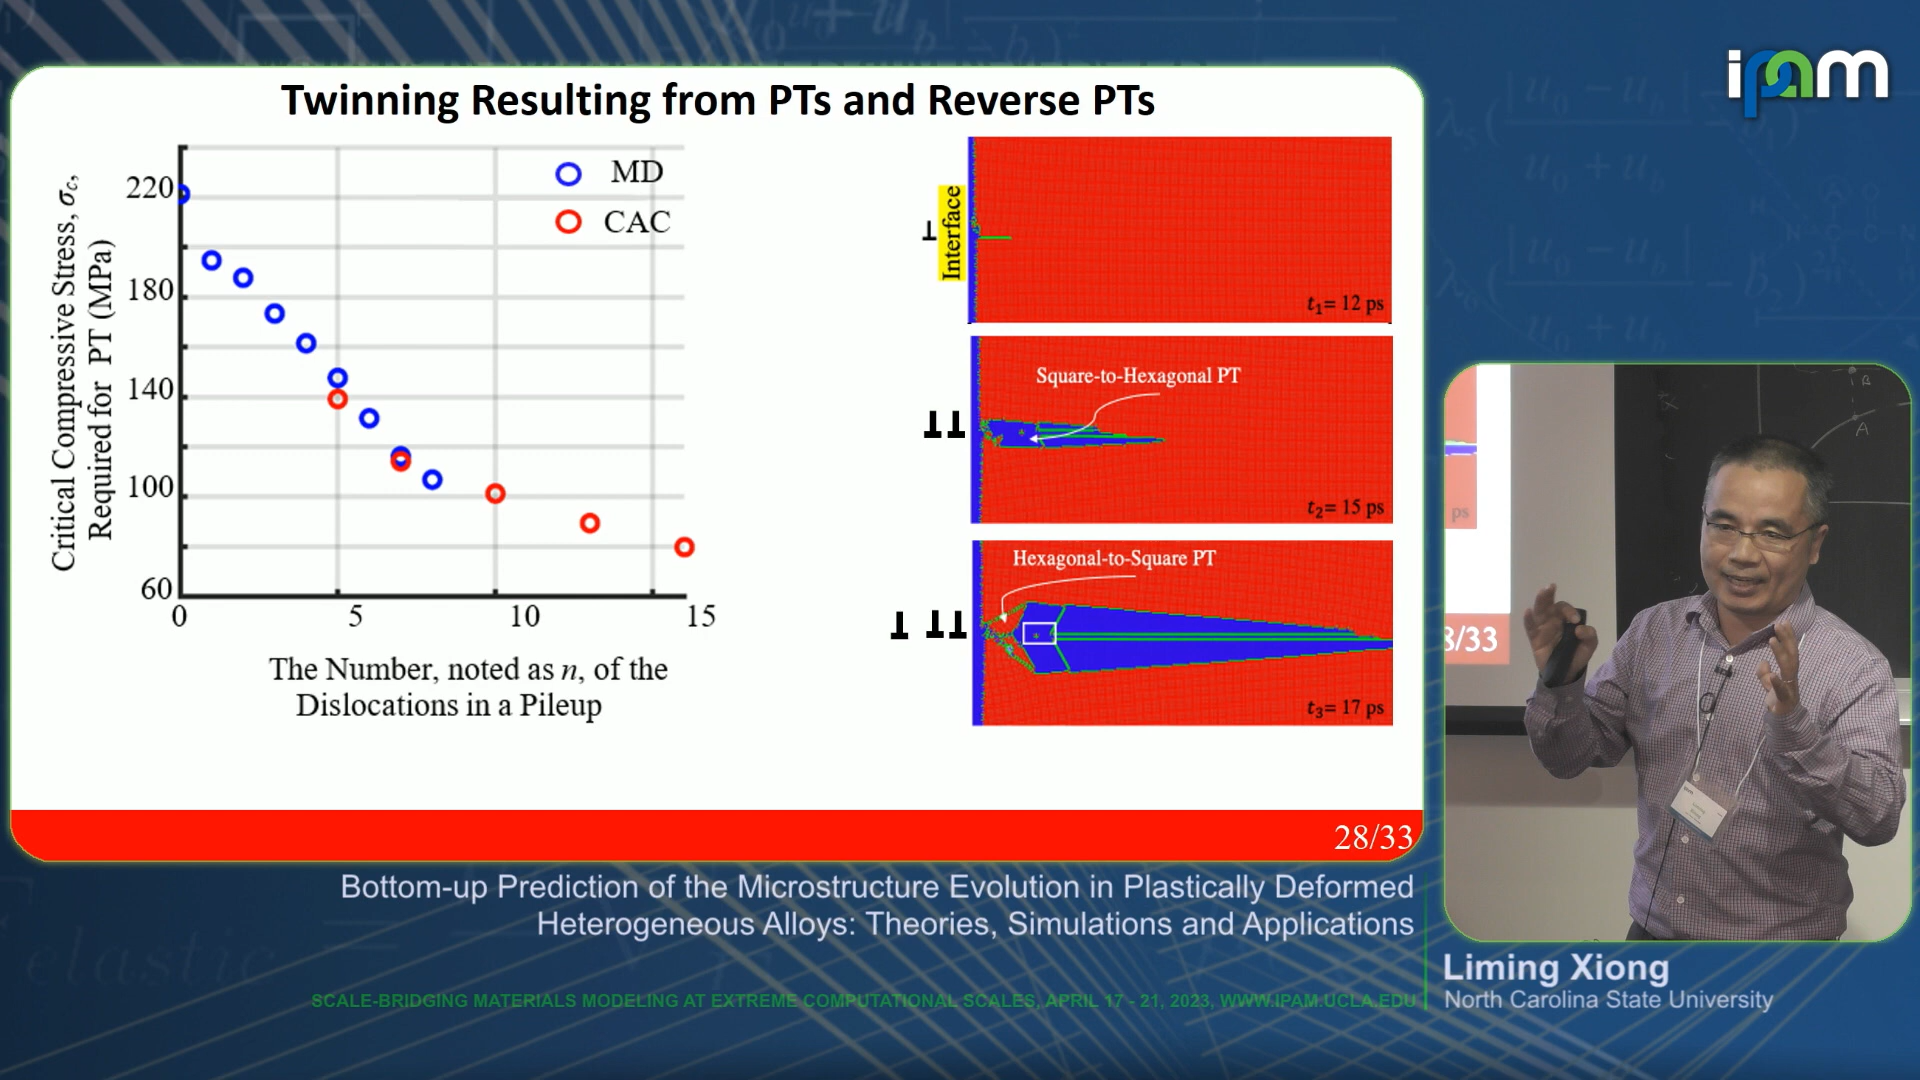 ipam
Twinning Resulting from PTs and Reverse PTs
Critical Compressive Stress, σc,
Required for PT (MPa)
220
180
140
100
60
0
5
10
15
MD
CAC
The Number, noted as n, of the
Dislocations in a Pileup
Interface
t1= 12 ps
Square-to-Hexagonal PT
t2= 15 ps
Hexagonal-to-Square PT
t3= 17 ps
28/33
ps
3/33
A
Bottom-up Prediction of the Microstructure Evolution in Plastically Deformed
Heterogeneous Alloys: Theories, Simulations and Applications
Liming Xiong
North Carolina State University
SCALE-BRIDGING MATERIALS MODELING AT EXTREME COMPUTATIONAL SCALES, APRIL 17 - 21, 2023, WWW.IPAM.UCLA.EDU
elastic